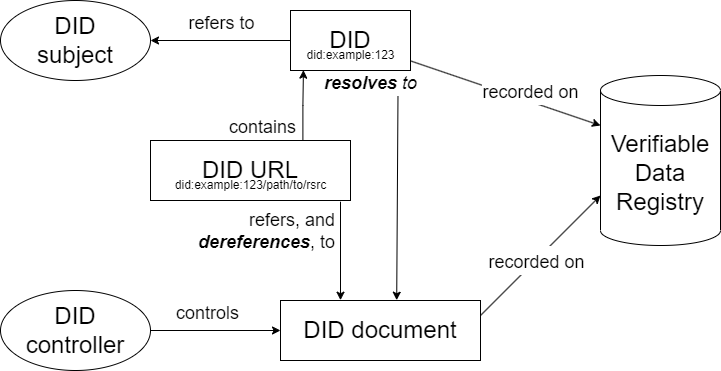 DID
subject
refers to
DID
did:example:123
resolves to
recorded on
contains
DID URL
did:example:123/path/to/rsrc
Verifiable
Data
Registry
refers, and
dereferences, to
recorded on
DID
controller
controls
DID document